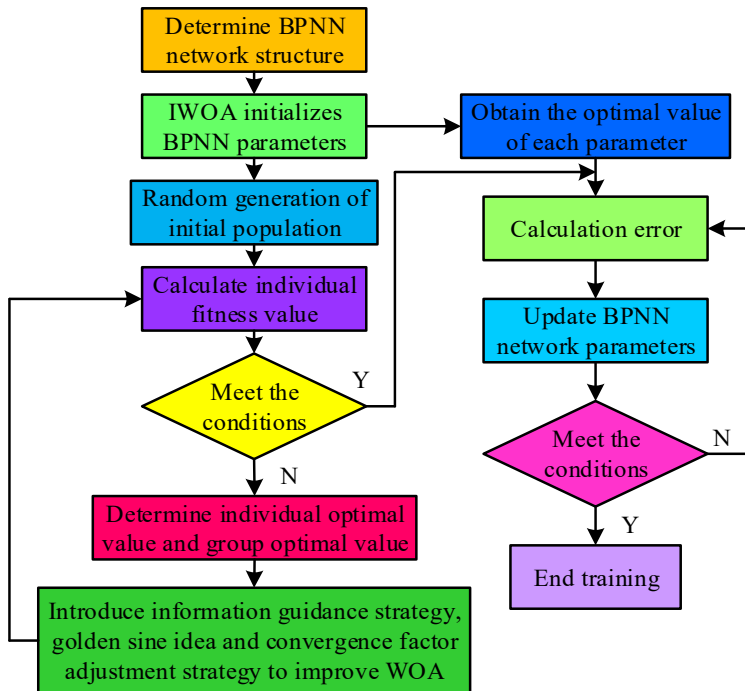 Determine BPNN
network structure
IWOA initializes
BPNN parameters
Random generation of
initial population
Calculate individual
fitness value
Meet the
conditions
Y
N
Determine individual optimal
value and group optimal value
Introduce information guidance strategy,
golden sine idea and convergence factor
adjustment strategy to improve WOA
Obtain the optimal value
of each parameter
Calculation error
Update BPNN
network parameters
Meet the
conditions
N
Y
End training